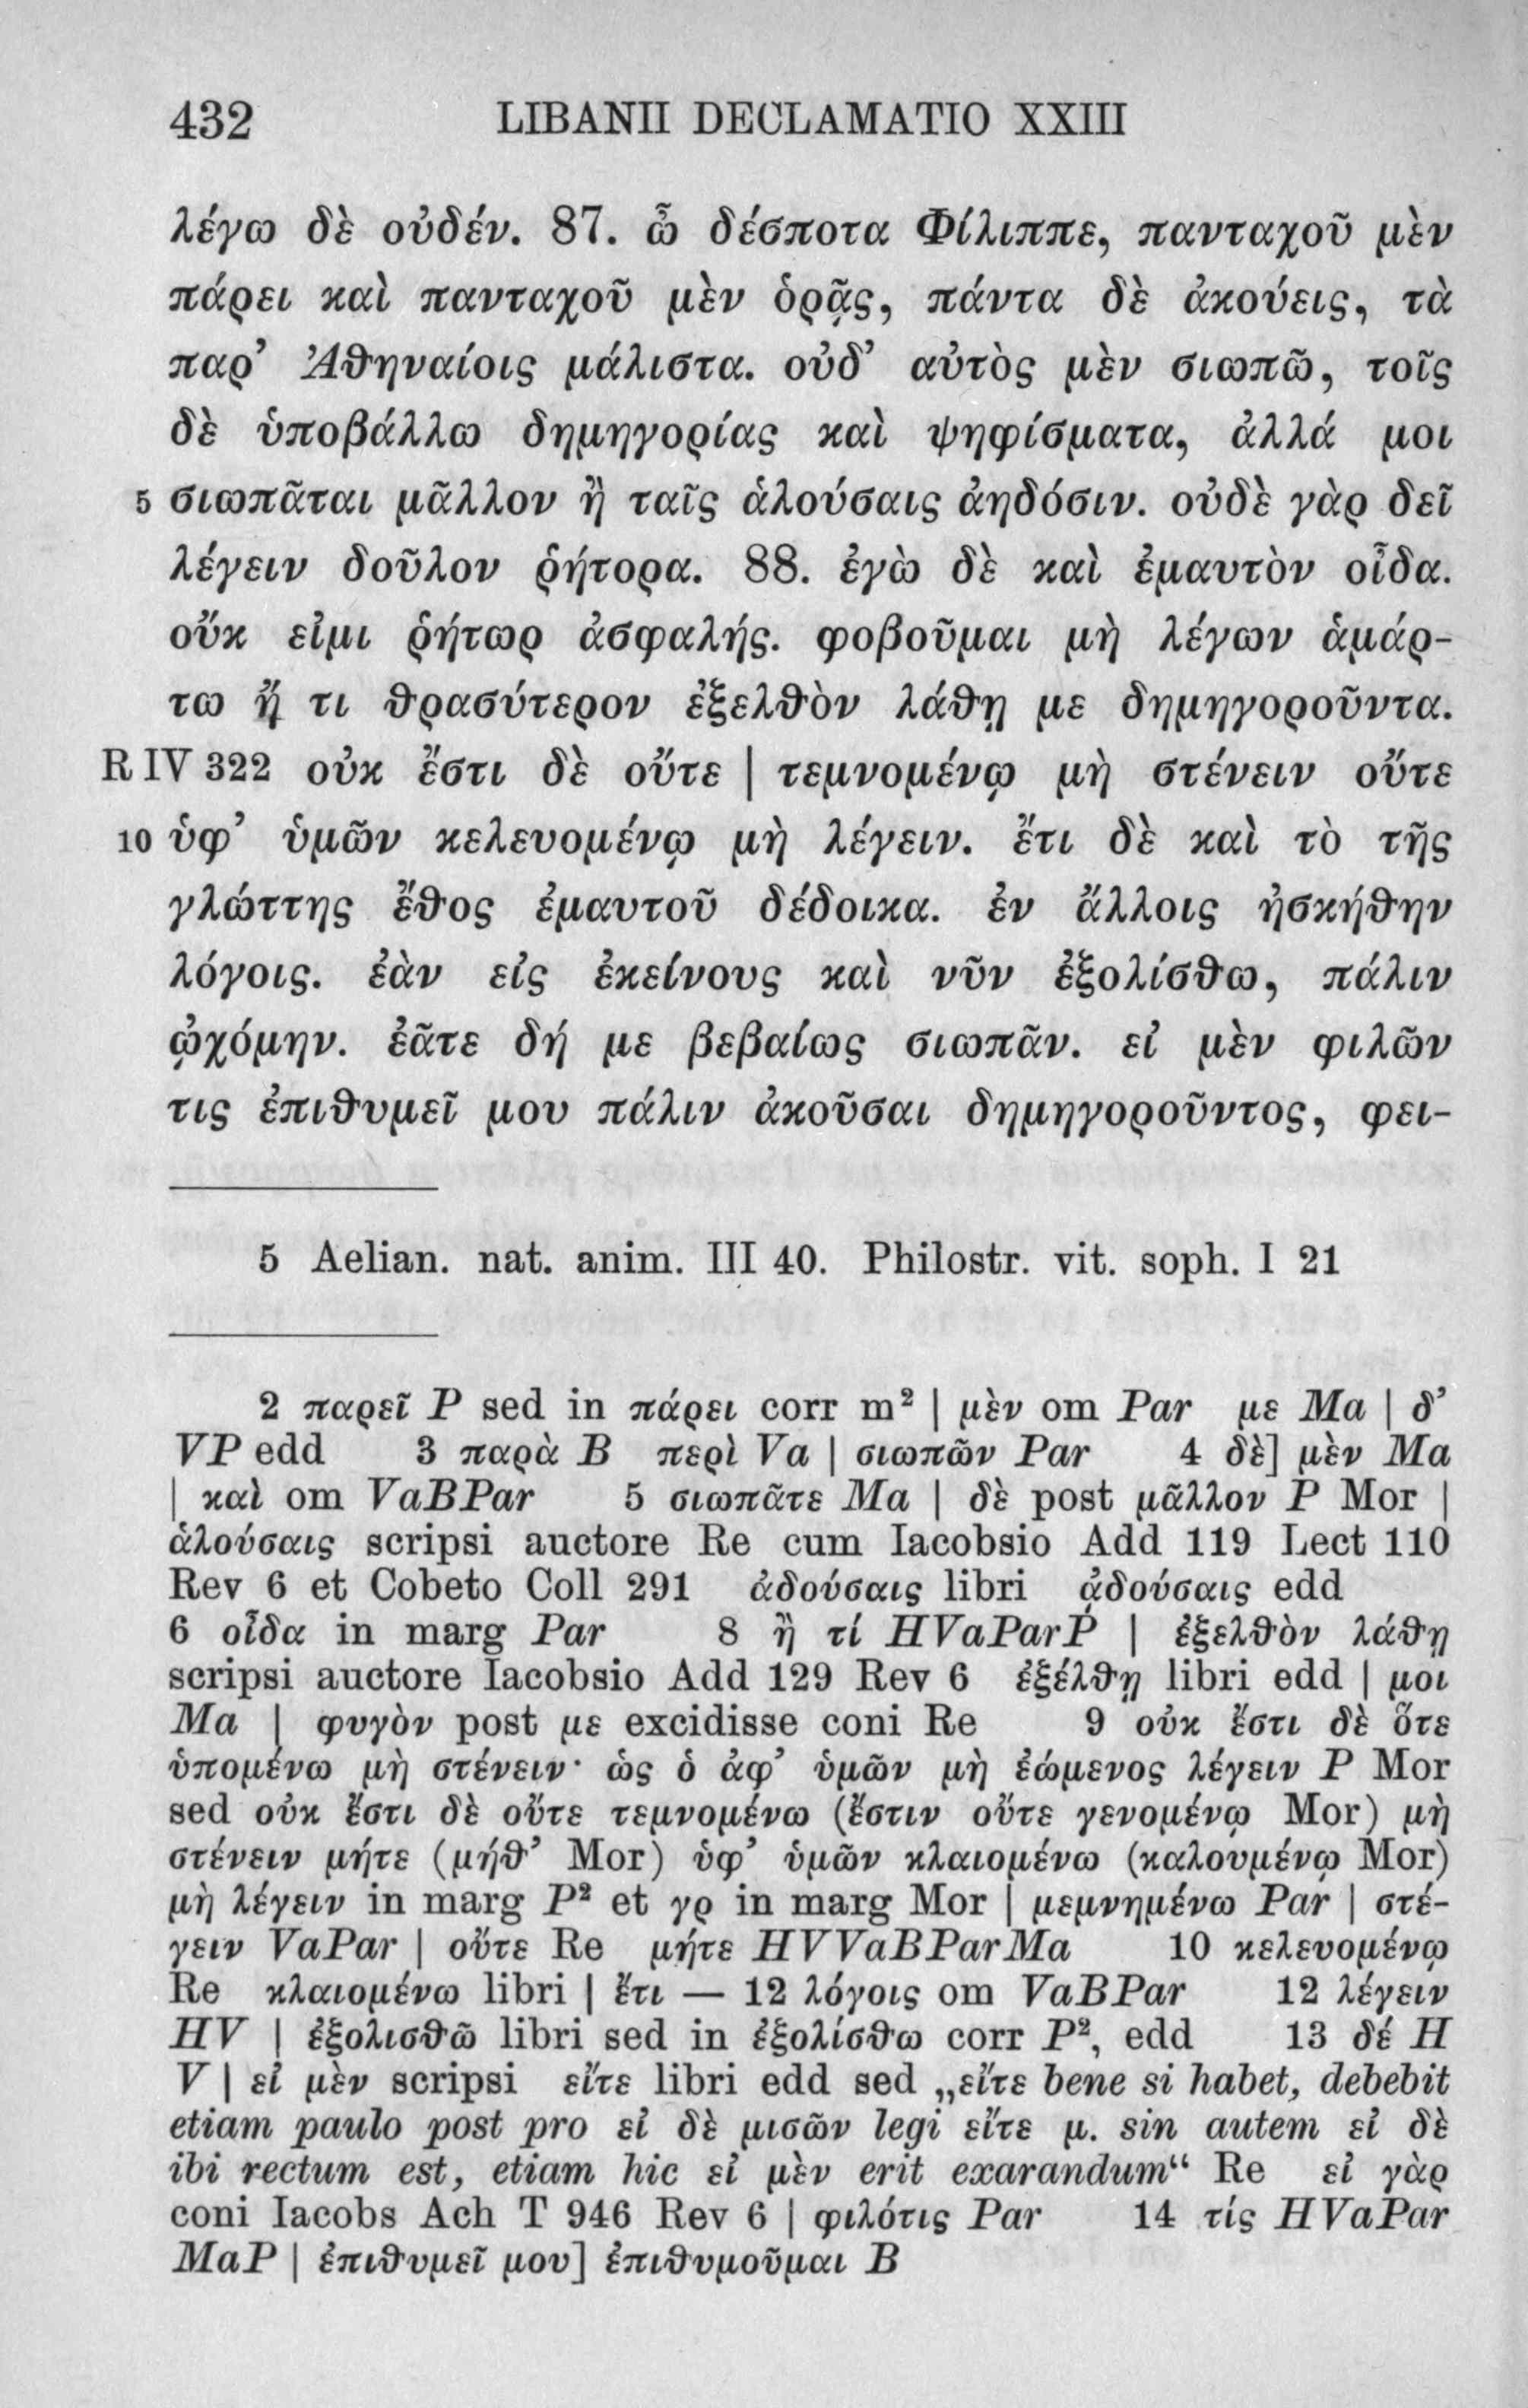 432 LIBANII DECLAMATIO XXIII
λέγω δὲ οὐδέν. 87. ὦ δέσποτα Φίλιππε, πανταχοῦ μὲν
πάρει καὶ πανταχοῦ μὲν ὁρᾷς, πάντα δὲ ἀκούεις, τὰ
παρ’ Ἀθηναίοις μάλιστα. οὐδ’ αὐτὸς μὲν σιωπῶ, τοῖς
δὲ ὑποβάλλω δημηγορίας καὶ ψηφίσματα, ἀλλά μοι
5 σιωπᾶται μᾶλλον ἢ ταῖς ἁλούσαις ἀηδόσιν. οὐδὲ γὰρ δεῖ
λέγειν δοῦλον ῥήτορα. 88. ἐγὼ δὲ καὶ ἐμαυτὸν οἶδα.
οὔκ εἰμι ῥήτωρ ἀσφαλής. φοβοῦμαι μὴ λέγων ἁμάρ-
τω ἤ τι θρασύτερον ἐξελθὸν λάθῃ με δημηγοροῦντα.
R IV 322 οὐκ ἔστι δὲ οὔτε | τεμνομένῳ μὴ στένειν οὔτε
10 ὑφ’ ὑμῶν κελευομένῳ μὴ λέγειν. ἔτι δὲ καὶ τὸ τῆς
γλώττης ἔθος ἐμαυτοῦ δέδοικα. ἐν ἄλλοις ἠσκήθην
λόγοις. ἐὰν εἰς ἐκείνους καὶ νῦν ἐξολίσθω, πάλιν
ᾠχόμην. ἐᾶτε δή με βεβαίως σιωπᾶν. εἰ μὲν φιλῶν
τις ἐπιθυμεῖ μου πάλιν ἀκοῦσαι δημηγοροῦντος, φει-
5 Aelian. nat. anim. III 40. Philostr. vit. soph. I 21
2 παρεῖ P sed in πάρει corr m² | μὲν om Par με Ma | δ’
VP edd 3 παρὰ B περὶ Va | σιωπῶν Par 4 δὲ] μὲν Ma
| καὶ om VaBPar 5 σιωπᾶτε Ma | δὲ post μᾶλλον P Mor |
ἁλούσαις scripsi auctore Re cum Iacobsio Add 119 Lect 110
Rev 6 et Cobeto Coll 291 ἁδούσαις libri ᾀδούσαις edd
6 οἶδα in marg Par 8 ἢ τί HVaParP | ἐξελθὸν λάθῃ
scripsi auctore Iacobsio Add 129 Rev 6 ἐξέλθῃ libri edd | μοι
Ma | φυγὸν post με excidisse coni Re 9 οὐκ ἔστι δὲ ὅτε
ὑπομένω μὴ στένειν· ὡς ὁ ἀφ’ ὑμῶν μὴ ἐώμενος λέγειν P Mor
sed οὐκ ἔστι δὲ οὔτε τεμνομένω (ἔστιν οὔτε γενομένῳ Mor) μὴ
στένειν μήτε (μήθ’ Mor) ὑφ’ ὑμῶν κλαιομένω (καλουμένῳ Mor)
μὴ λέγειν in marg P² et γρ in marg Mor | μεμνημένω Par | στέ-
γειν VaPar | οὔτε Re μήτε HVVaBParMa 10 κελευομένῳ
Re κλαιομένω libri | ἔτι — 12 λόγοις om VaBPar 12 λέγειν
HV | ἐξολισθῶ libri sed in ἐξολίσθω corr P², edd 13 δέ H
V | εἰ μὲν scripsi εἴτε libri edd sed „εἴτε bene si habet, debebit
etiam paulo post pro εἰ δὲ μισῶν legi εἴτε μ. sin autem εἰ δὲ
ibi rectum est, etiam hic εἰ μὲν erit exarandum“ Re εἰ γὰρ
coni Iacobs Ach T 946 Rev 6 | φιλότις Par 14 τίς HVaPar
MaP | ἐπιθυμεῖ μου] ἐπιθυμοῦμαι B